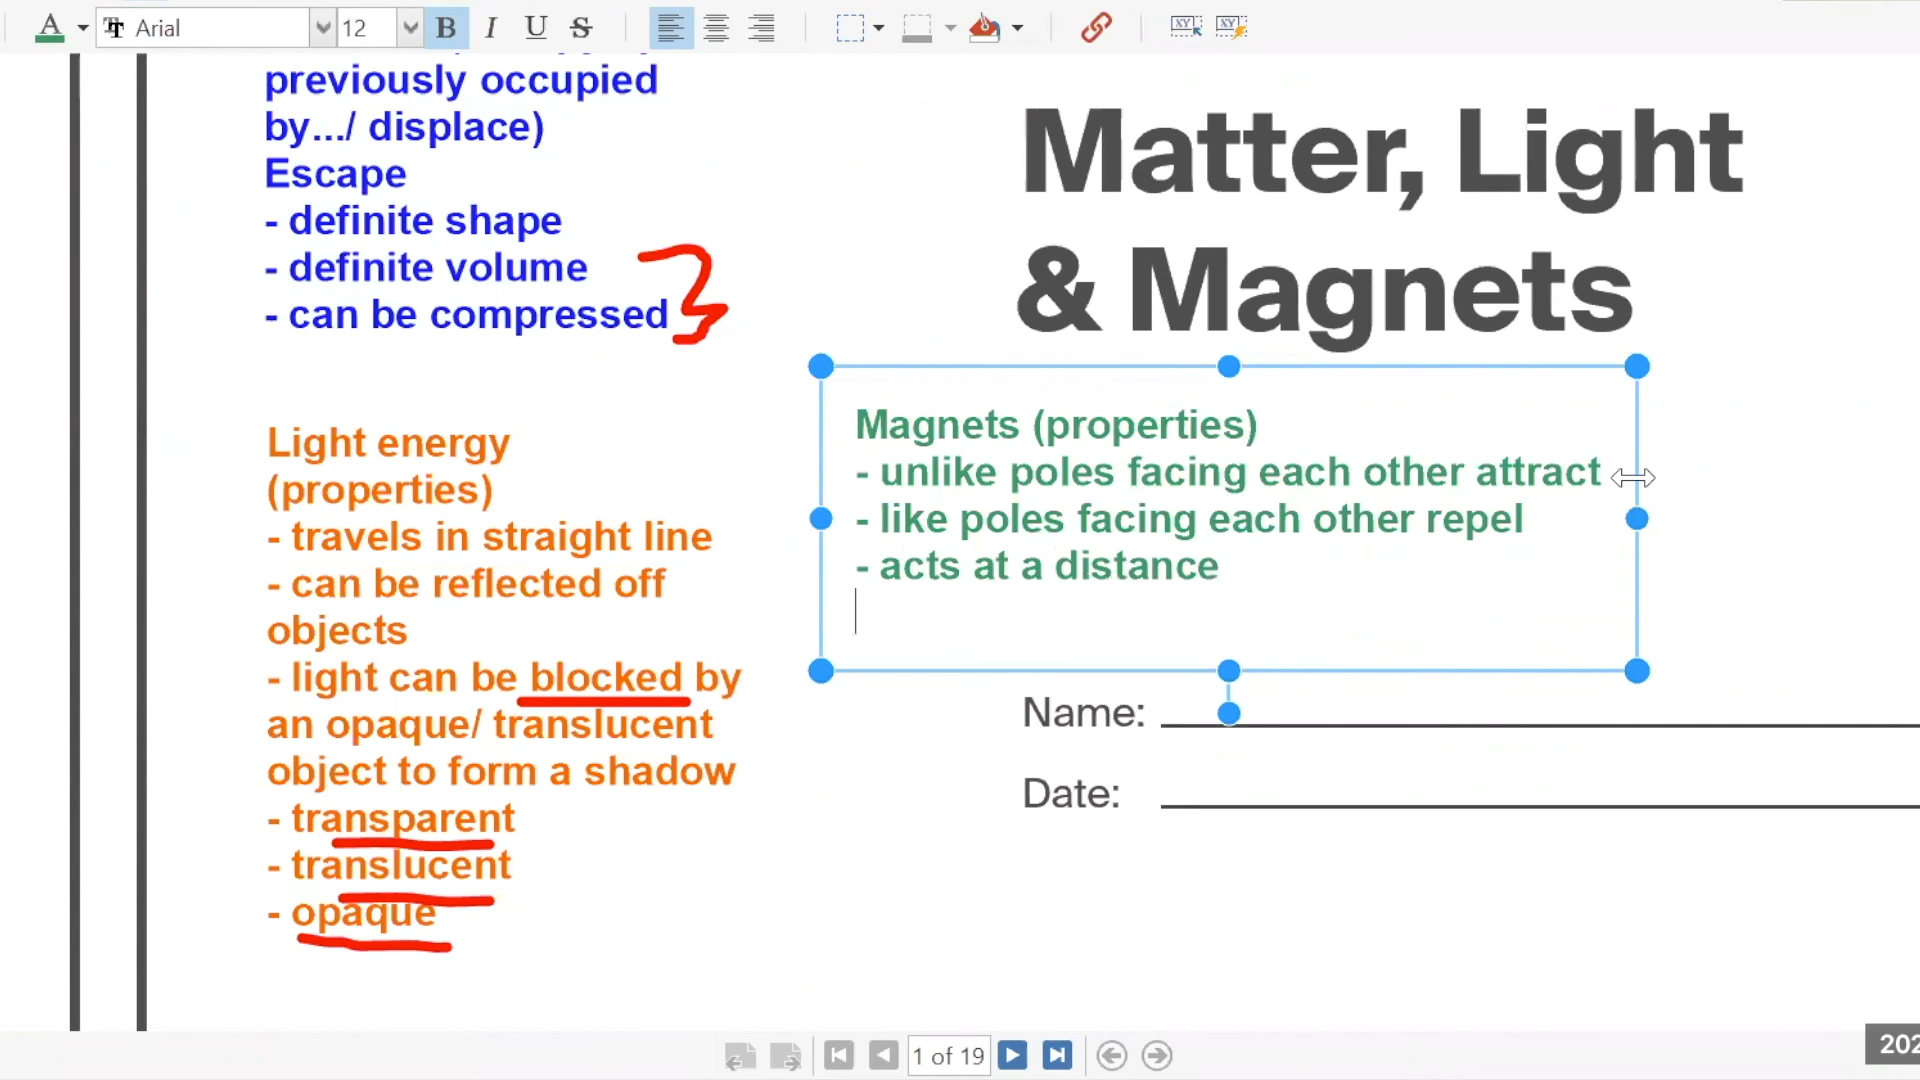 Arial
12
B
I
U
S
previously occupied
by.../ displace)
Escape
- definite shape
- definite volume
- can be compressed
Light energy
(properties)
- travels in straight line
- can be reflected off
objects
- light can be blocked by
an opaque/ translucent
object to form a shadow
- transparent
- translucent
- opaque
Matter, Light
& Magnets
Magnets (properties)
- unlike poles facing each other attract
- like poles facing each other repel
- acts at a distance
Name:
Date:
1 of 19